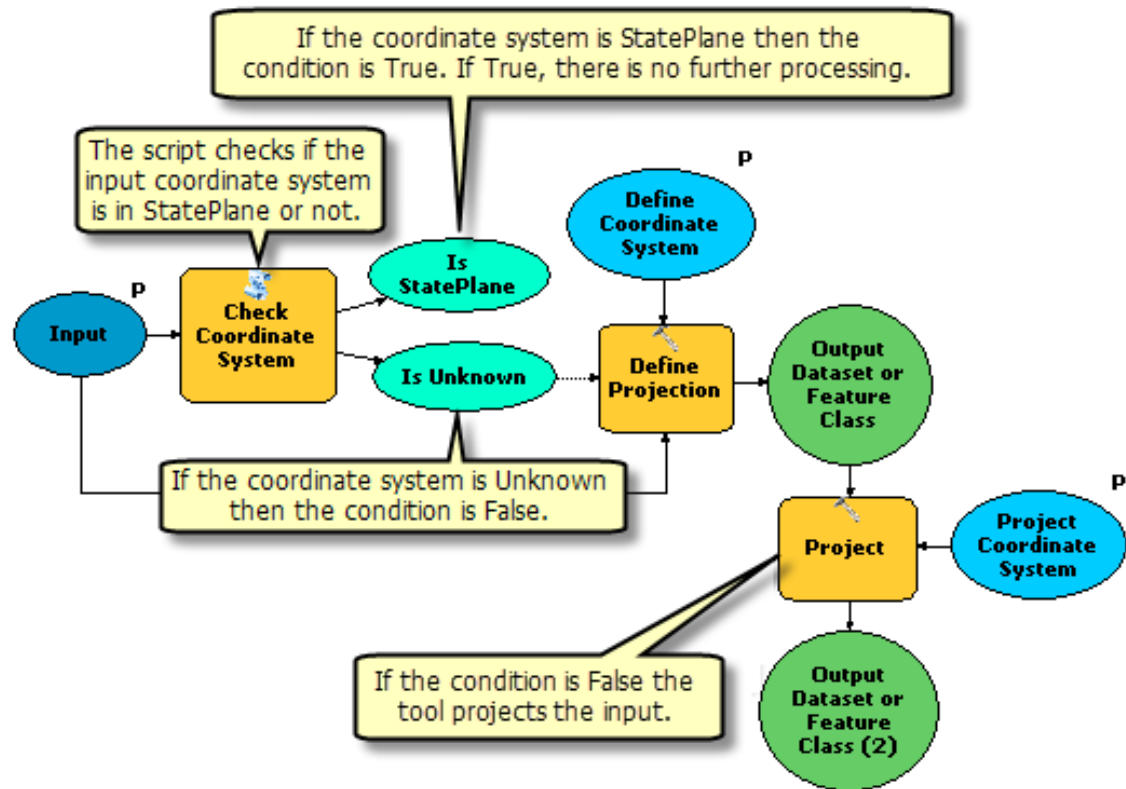 If the coordinate system is StatePlane then the
condition is True. If True, there is no further processing.
The script checks if the
input coordinate system
is in StatePlane or not.
P
Define
Coordinate
System
Is
StatePlane
P
Input
Check
Coordinate
System
Is Unknown
Define
Projection
Output
Dataset or
Feature
Class
If the coordinate system is Unknown
then the condition is False.
P
Project
Project
Coordinate
System
If the condition is False the
tool projects the input.
Output
Dataset or
Feature
Class (2)